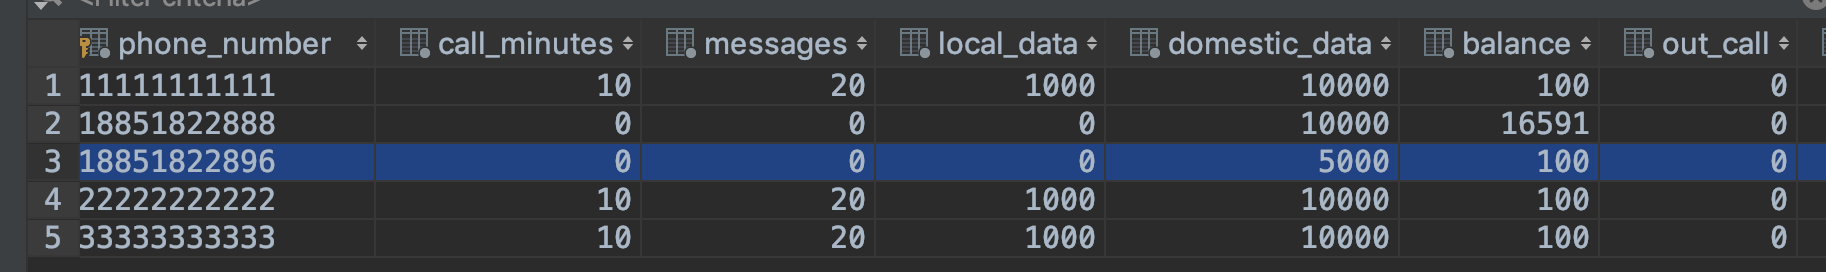 <Filter criteria>
phone_number call_minutes messages local_data domestic_data balance out_call
1 11111111111 10 20 1000 10000 100 0
2 18851822888 0 0 0 10000 16591 0
3 18851822896 0 0 0 5000 100 0
4 22222222222 10 20 1000 10000 100 0
5 33333333333 10 20 1000 10000 100 0